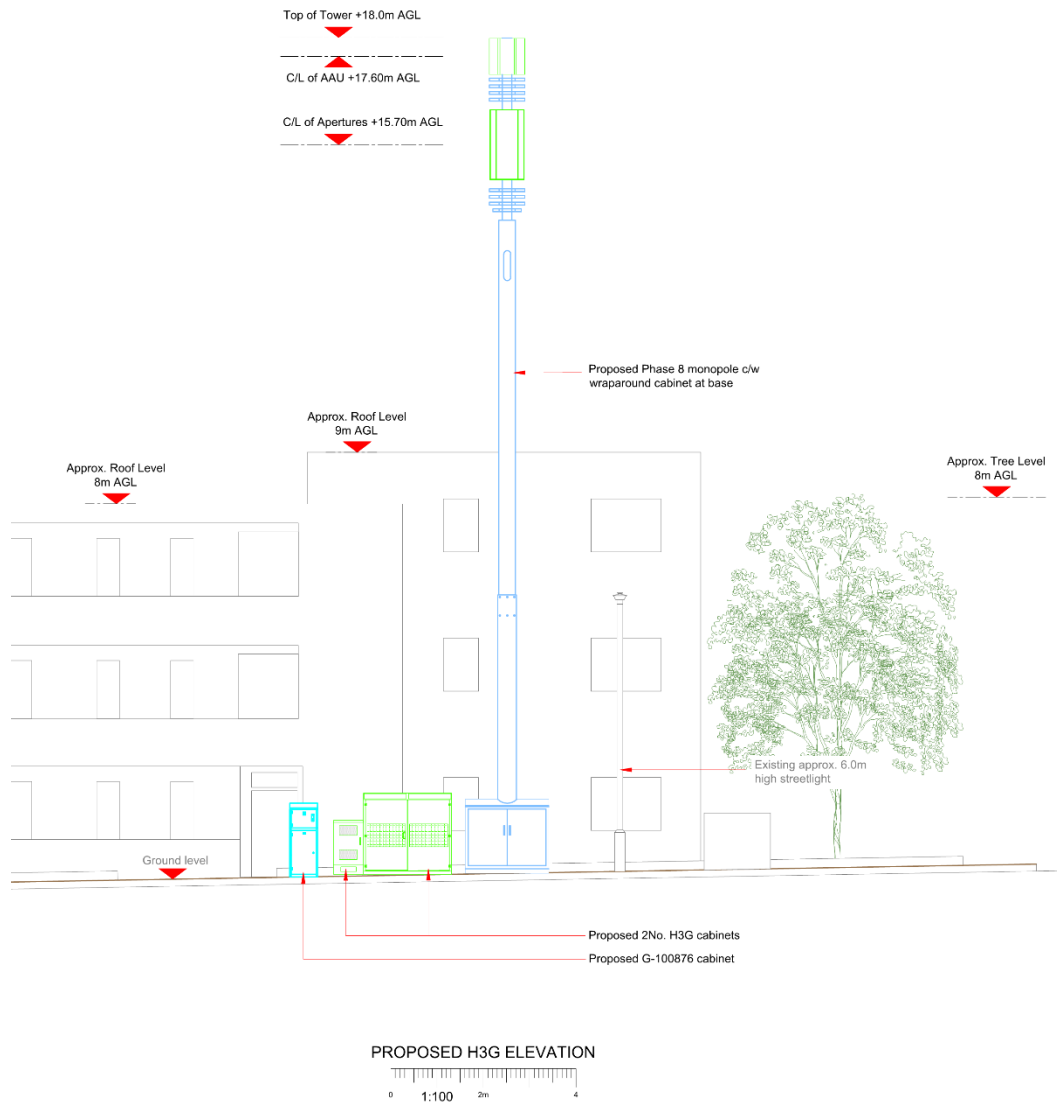 Top of Tower +18.0m AGL
C/L of AAU +17.60m AGL
C/L of Apertures +15.70m AGL
Proposed Phase 8 monopole c/w
wraparound cabinet at base
Approx. Roof Level
9m AGL
Approx. Roof Level
8m AGL
Approx. Tree Level
8m AGL
Existing approx. 6.0m
high streetlight
Ground level
Proposed 2No. H3G cabinets
Proposed G-100876 cabinet
PROPOSED H3G ELEVATION
0 1:100 2m 4